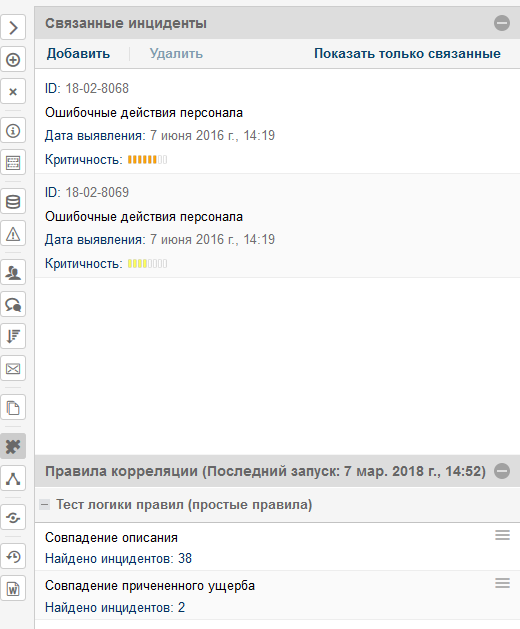 Связанные инциденты
Добавить Удалить Показать только связанные
ID: 18-02-8068
Ошибочные действия персонала
Дата выявления: 7 июня 2016 г., 14:19
Критичность:
ID: 18-02-8069
Ошибочные действия персонала
Дата выявления: 7 июня 2016 г., 14:19
Критичность:
Правила корреляции (Последний запуск: 7 мар. 2018 г., 14:52)
Тест логики правил (простые правила)
Совпадение описания
Найдено инцидентов: 38
Совпадение причененного ущерба
Найдено инцидентов: 2